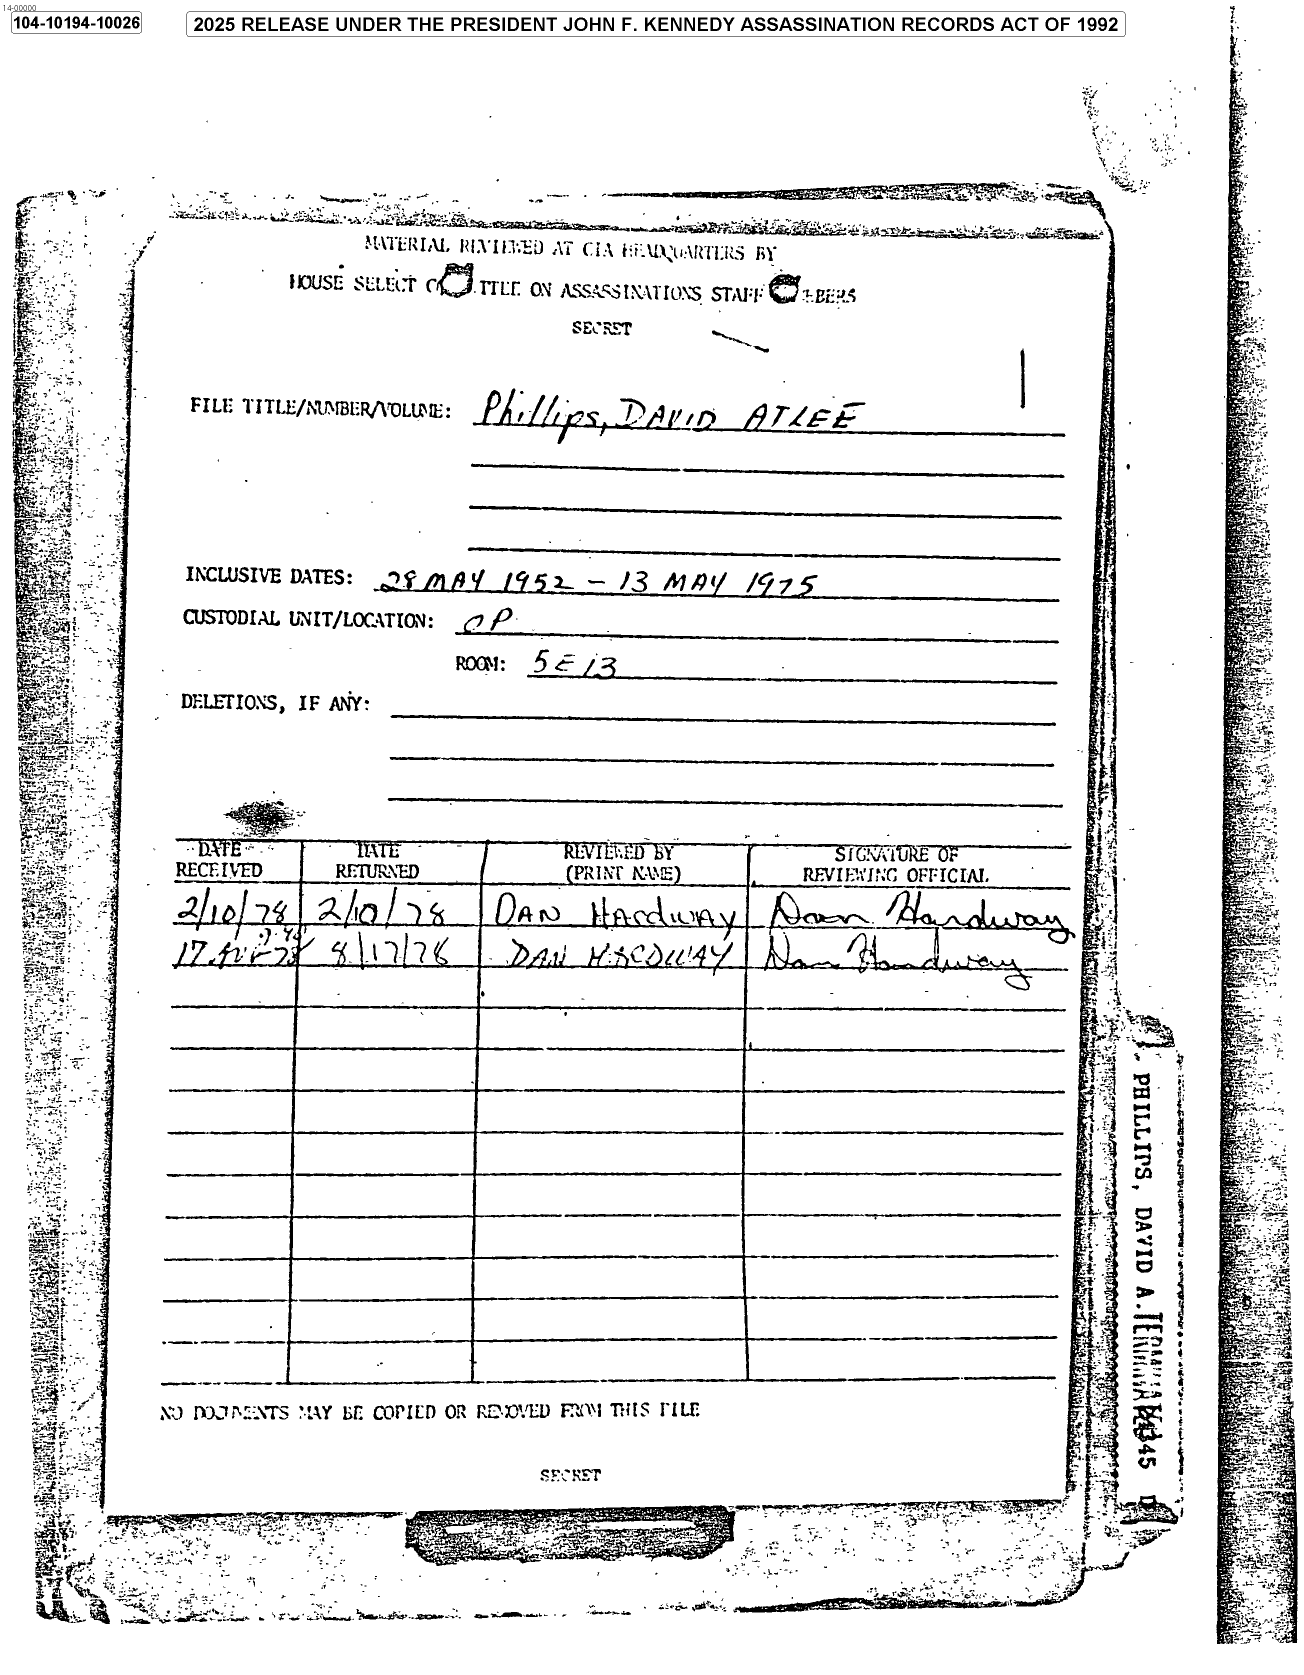 14-00000
104-10194-10026
2025 RELEASE UNDER THE PRESIDENT JOHN F. KENNEDY ASSASSINATION RECORDS ACT OF 1992
MATERIAL REVIEWED AT CIA HEADQUARTERS BY
HOUSE SELECT C TTEE ON ASSASSINATIONS STAFF BERS
SECRET
FILE TITLE/NUMBER/VOLUME: Phillips, DAVID ATLEE
INCLUSIVE DATES: 28 MAY 1952 - 13 MAY 1975
CUSTODIAL UNIT/LOCATION: OP
ROOM: 5E13
DELETIONS, IF ANY:
DATE RECEIVED DATE RETURNED REVIEWED BY (PRINT NAME) SIGNATURE OF REVIEWING OFFICIAL
2/10/78 2/10/78 DAN HARDWAY Dan Hardway
17 AUG 78 8/17/78 DAN HARDWAY Dan Hardway
NO DOCUMENTS MAY BE COPIED OR REMOVED FROM THIS FILE
SECRET
PHILLIPS, DAVID A.